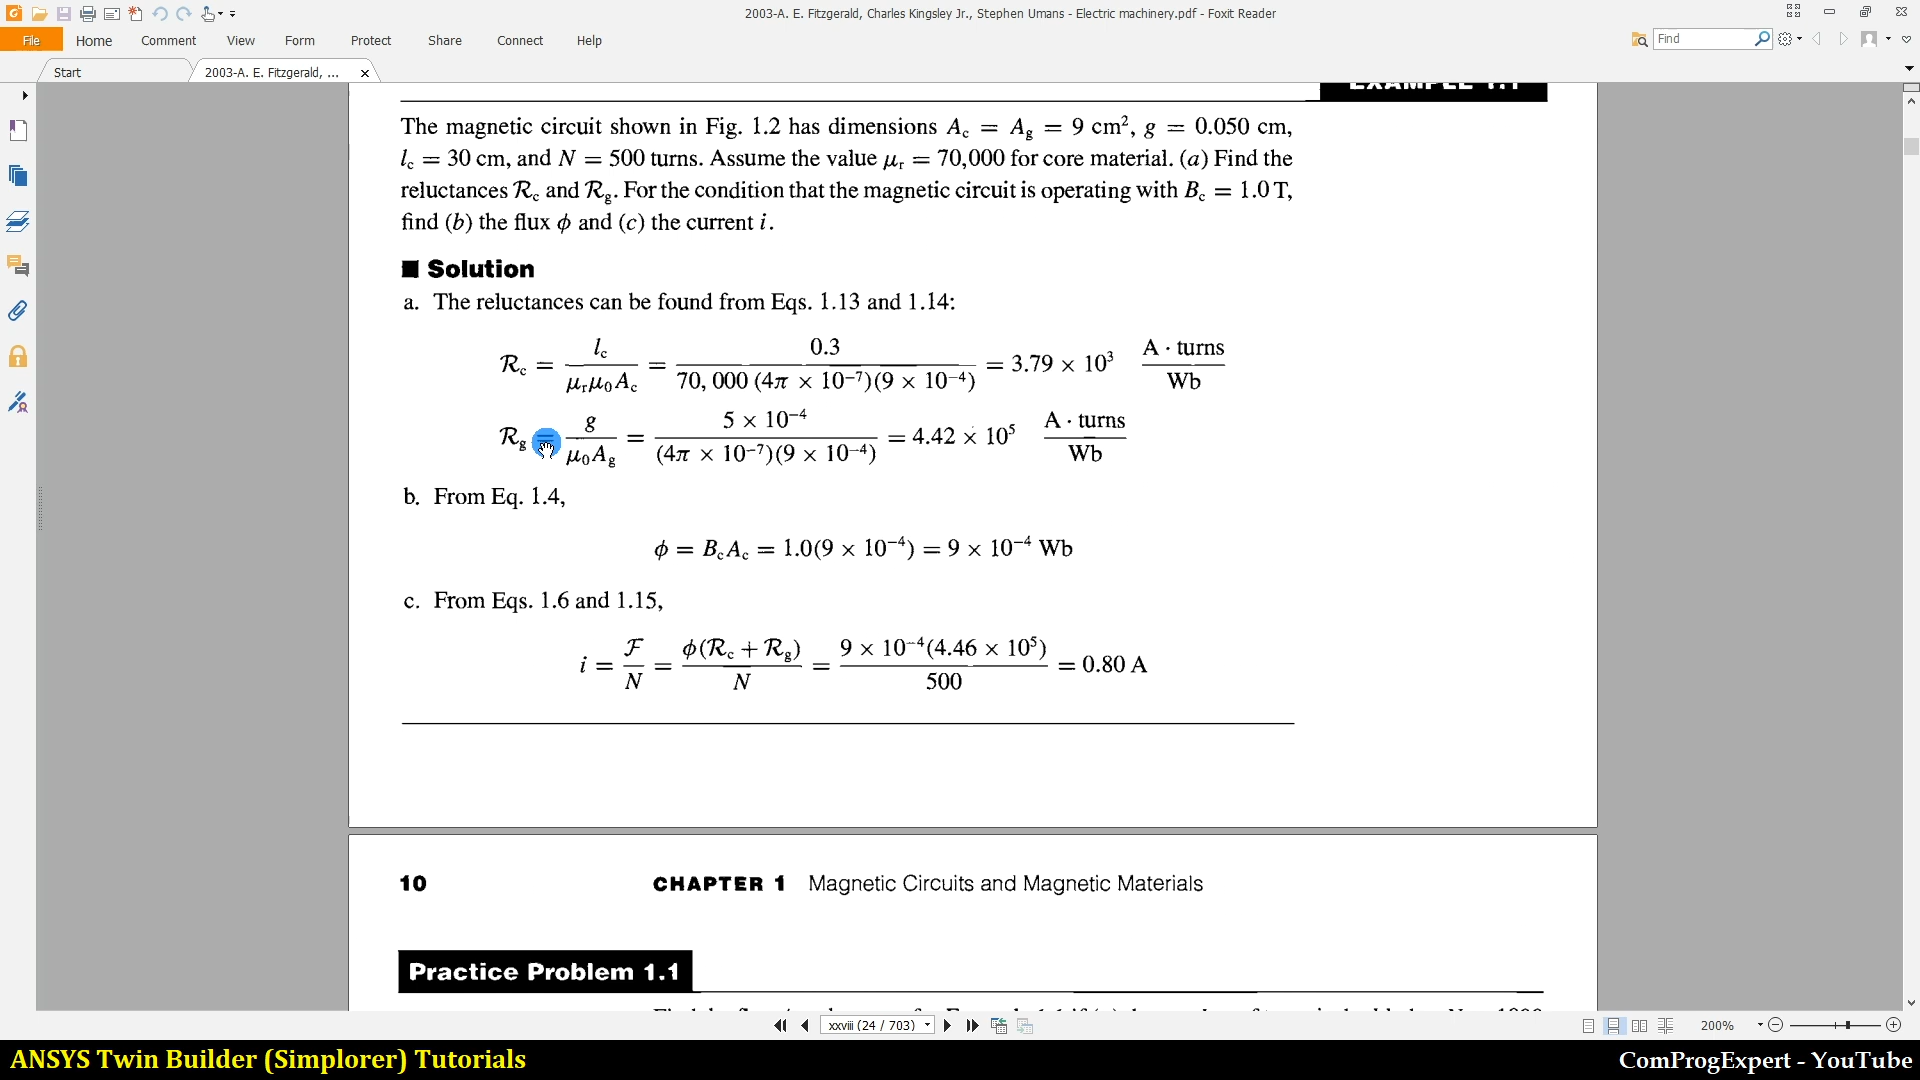 2003-A. E. Fitzgerald, Charles Kingsley Jr., Stephen Umans - Electric machinery.pdf - Foxit Reader
File Home Comment View Form Protect Share Connect Help Find
Start 2003-A. E. Fitzgerald, ...
EXAMPLE 1.1
The magnetic circuit shown in Fig. 1.2 has dimensions A_c = A_g = 9 cm², g = 0.050 cm,
l_c = 30 cm, and N = 500 turns. Assume the value μ_r = 70,000 for core material. (a) Find the
reluctances ℛ_c and ℛ_g. For the condition that the magnetic circuit is operating with B_c = 1.0 T,
find (b) the flux ϕ and (c) the current i.
■ Solution
a. The reluctances can be found from Eqs. 1.13 and 1.14:
ℛ_c = l_c / (μ_r μ_0 A_c) = 0.3 / (70, 000 (4π × 10⁻⁷)(9 × 10⁻⁴)) = 3.79 × 10³ A · turns / Wb
ℛ_g = g / (μ_0 A_g) = 5 × 10⁻⁴ / ((4π × 10⁻⁷)(9 × 10⁻⁴)) = 4.42 × 10⁵ A · turns / Wb
b. From Eq. 1.4,
ϕ = B_c A_c = 1.0(9 × 10⁻⁴) = 9 × 10⁻⁴ Wb
c. From Eqs. 1.6 and 1.15,
i = ℱ / N = ϕ(ℛ_c + ℛ_g) / N = 9 × 10⁻⁴(4.46 × 10⁵) / 500 = 0.80 A
10 CHAPTER 1 Magnetic Circuits and Magnetic Materials
Practice Problem 1.1
xxviii (24 / 703) 200%
ANSYS Twin Builder (Simplorer) Tutorials
ComProgExpert - YouTube